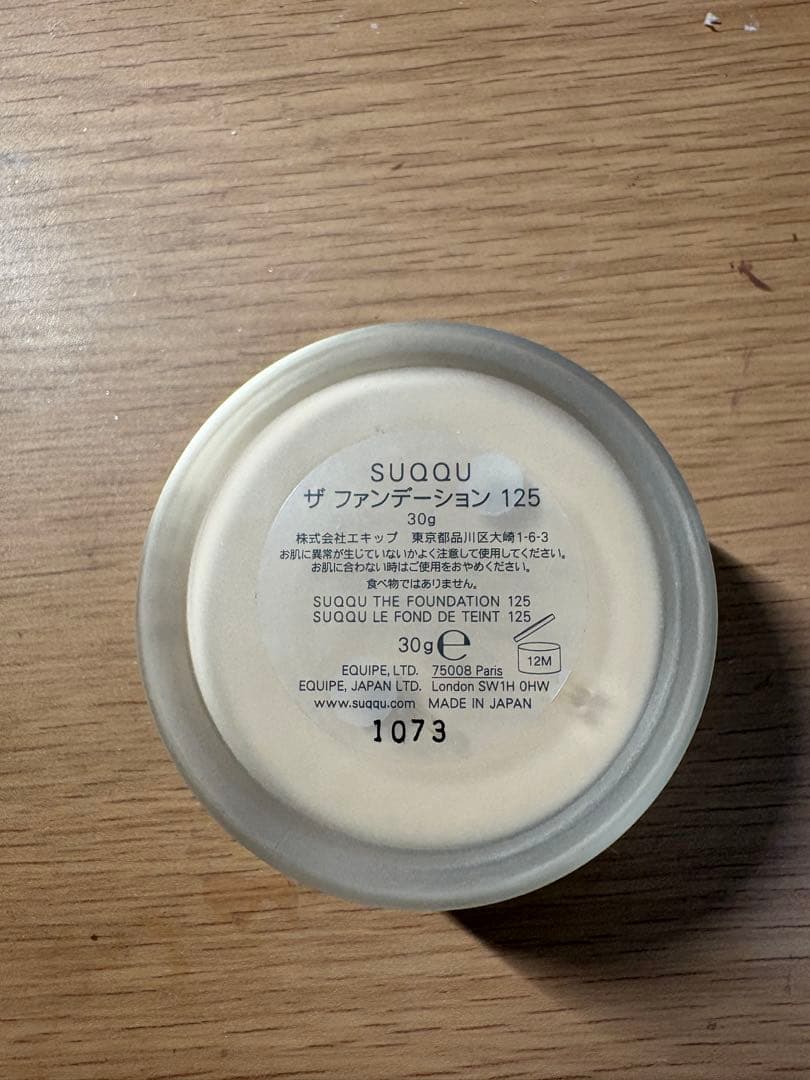 SUQQU
ザ ファンデーション 125
30g
株式会社エキップ 東京都品川区大崎1-6-3
お肌に異常が生じていないかよく注意して使用してください。
お肌に合わない時はご使用をおやめください。
食べ物ではありません。
SUQQU THE FOUNDATION 125
SUQQU LE FOND DE TEINT 125
30g℮
12M
EQUIPE, LTD. 75008 Paris
EQUIPE, JAPAN LTD. London SW1H 0HW
www.suqqu.com MADE IN JAPAN
1073